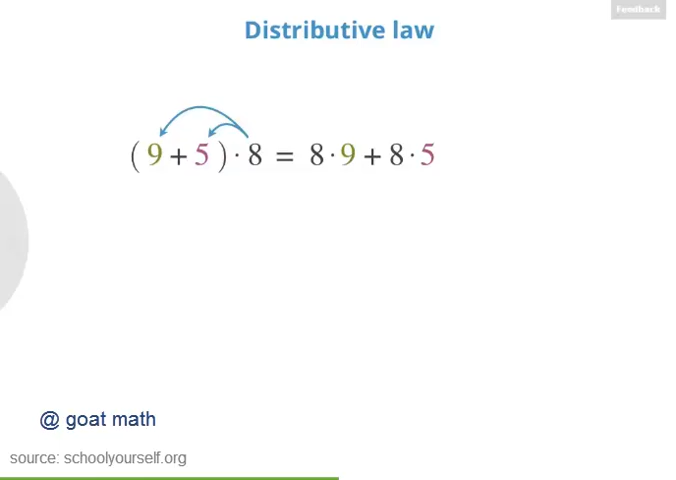 Feedback
Distributive law
( 9 + 5 ) · 8 = 8 · 9 + 8 · 5
@ goat math
source: schoolyourself.org